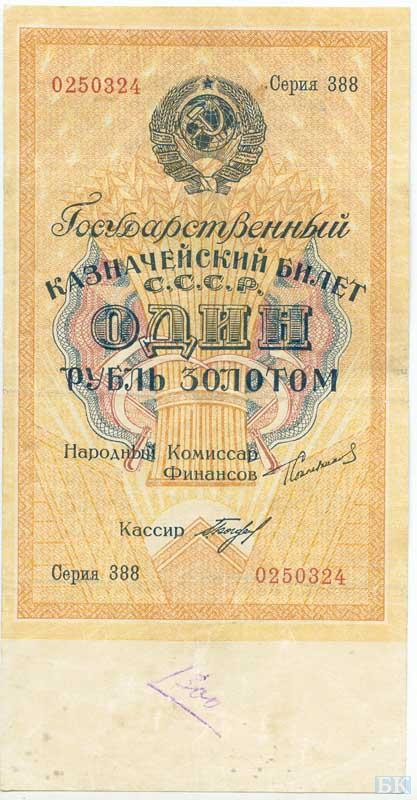 0250324 Серия 388
Государственный
КАЗНАЧЕЙСКИЙ БИЛЕТ
С.С.С.Р.
ОДИН
РУБЛЬ ЗОЛОТОМ
Народный Комиссар
Финансов
Кассир
Серия 388 0250324
БК